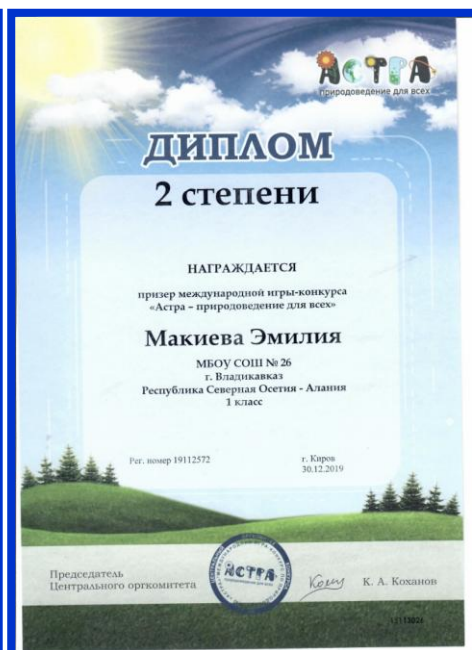 АСТРА
природоведение для всех
ДИПЛОМ
2 степени
НАГРАЖДАЕТСЯ
призер международной игры-конкурса
«Астра – природоведение для всех»
Макиева Эмилия
МБОУ СОШ № 26
г. Владикавказ
Республика Северная Осетия - Алания
1 класс
Рег. номер 19112572
г. Киров
30.12.2019
Председатель
Центрального оргкомитета
АСТРА
К. А. Коханов